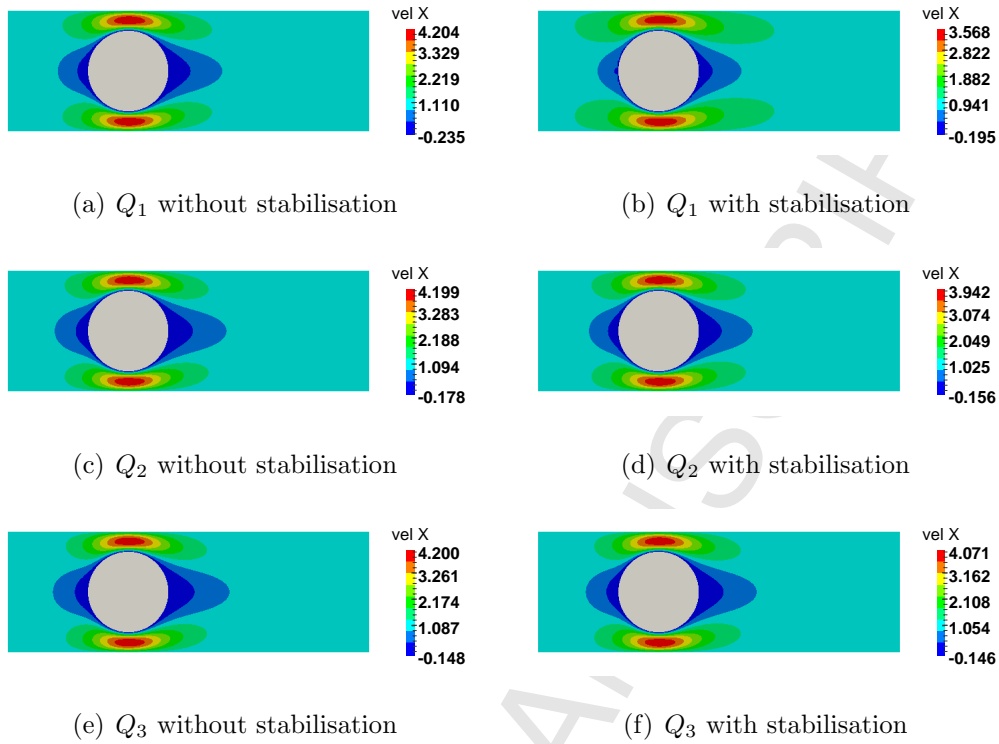 vel X
4.204
3.329
2.219
1.110
-0.235
(a) Q1 without stabilisation
vel X
3.568
2.822
1.882
0.941
-0.195
(b) Q1 with stabilisation
vel X
4.199
3.283
2.188
1.094
-0.178
(c) Q2 without stabilisation
vel X
3.942
3.074
2.049
1.025
-0.156
(d) Q2 with stabilisation
vel X
4.200
3.261
2.174
1.087
-0.148
(e) Q3 without stabilisation
vel X
4.071
3.162
2.108
1.054
-0.146
(f) Q3 with stabilisation